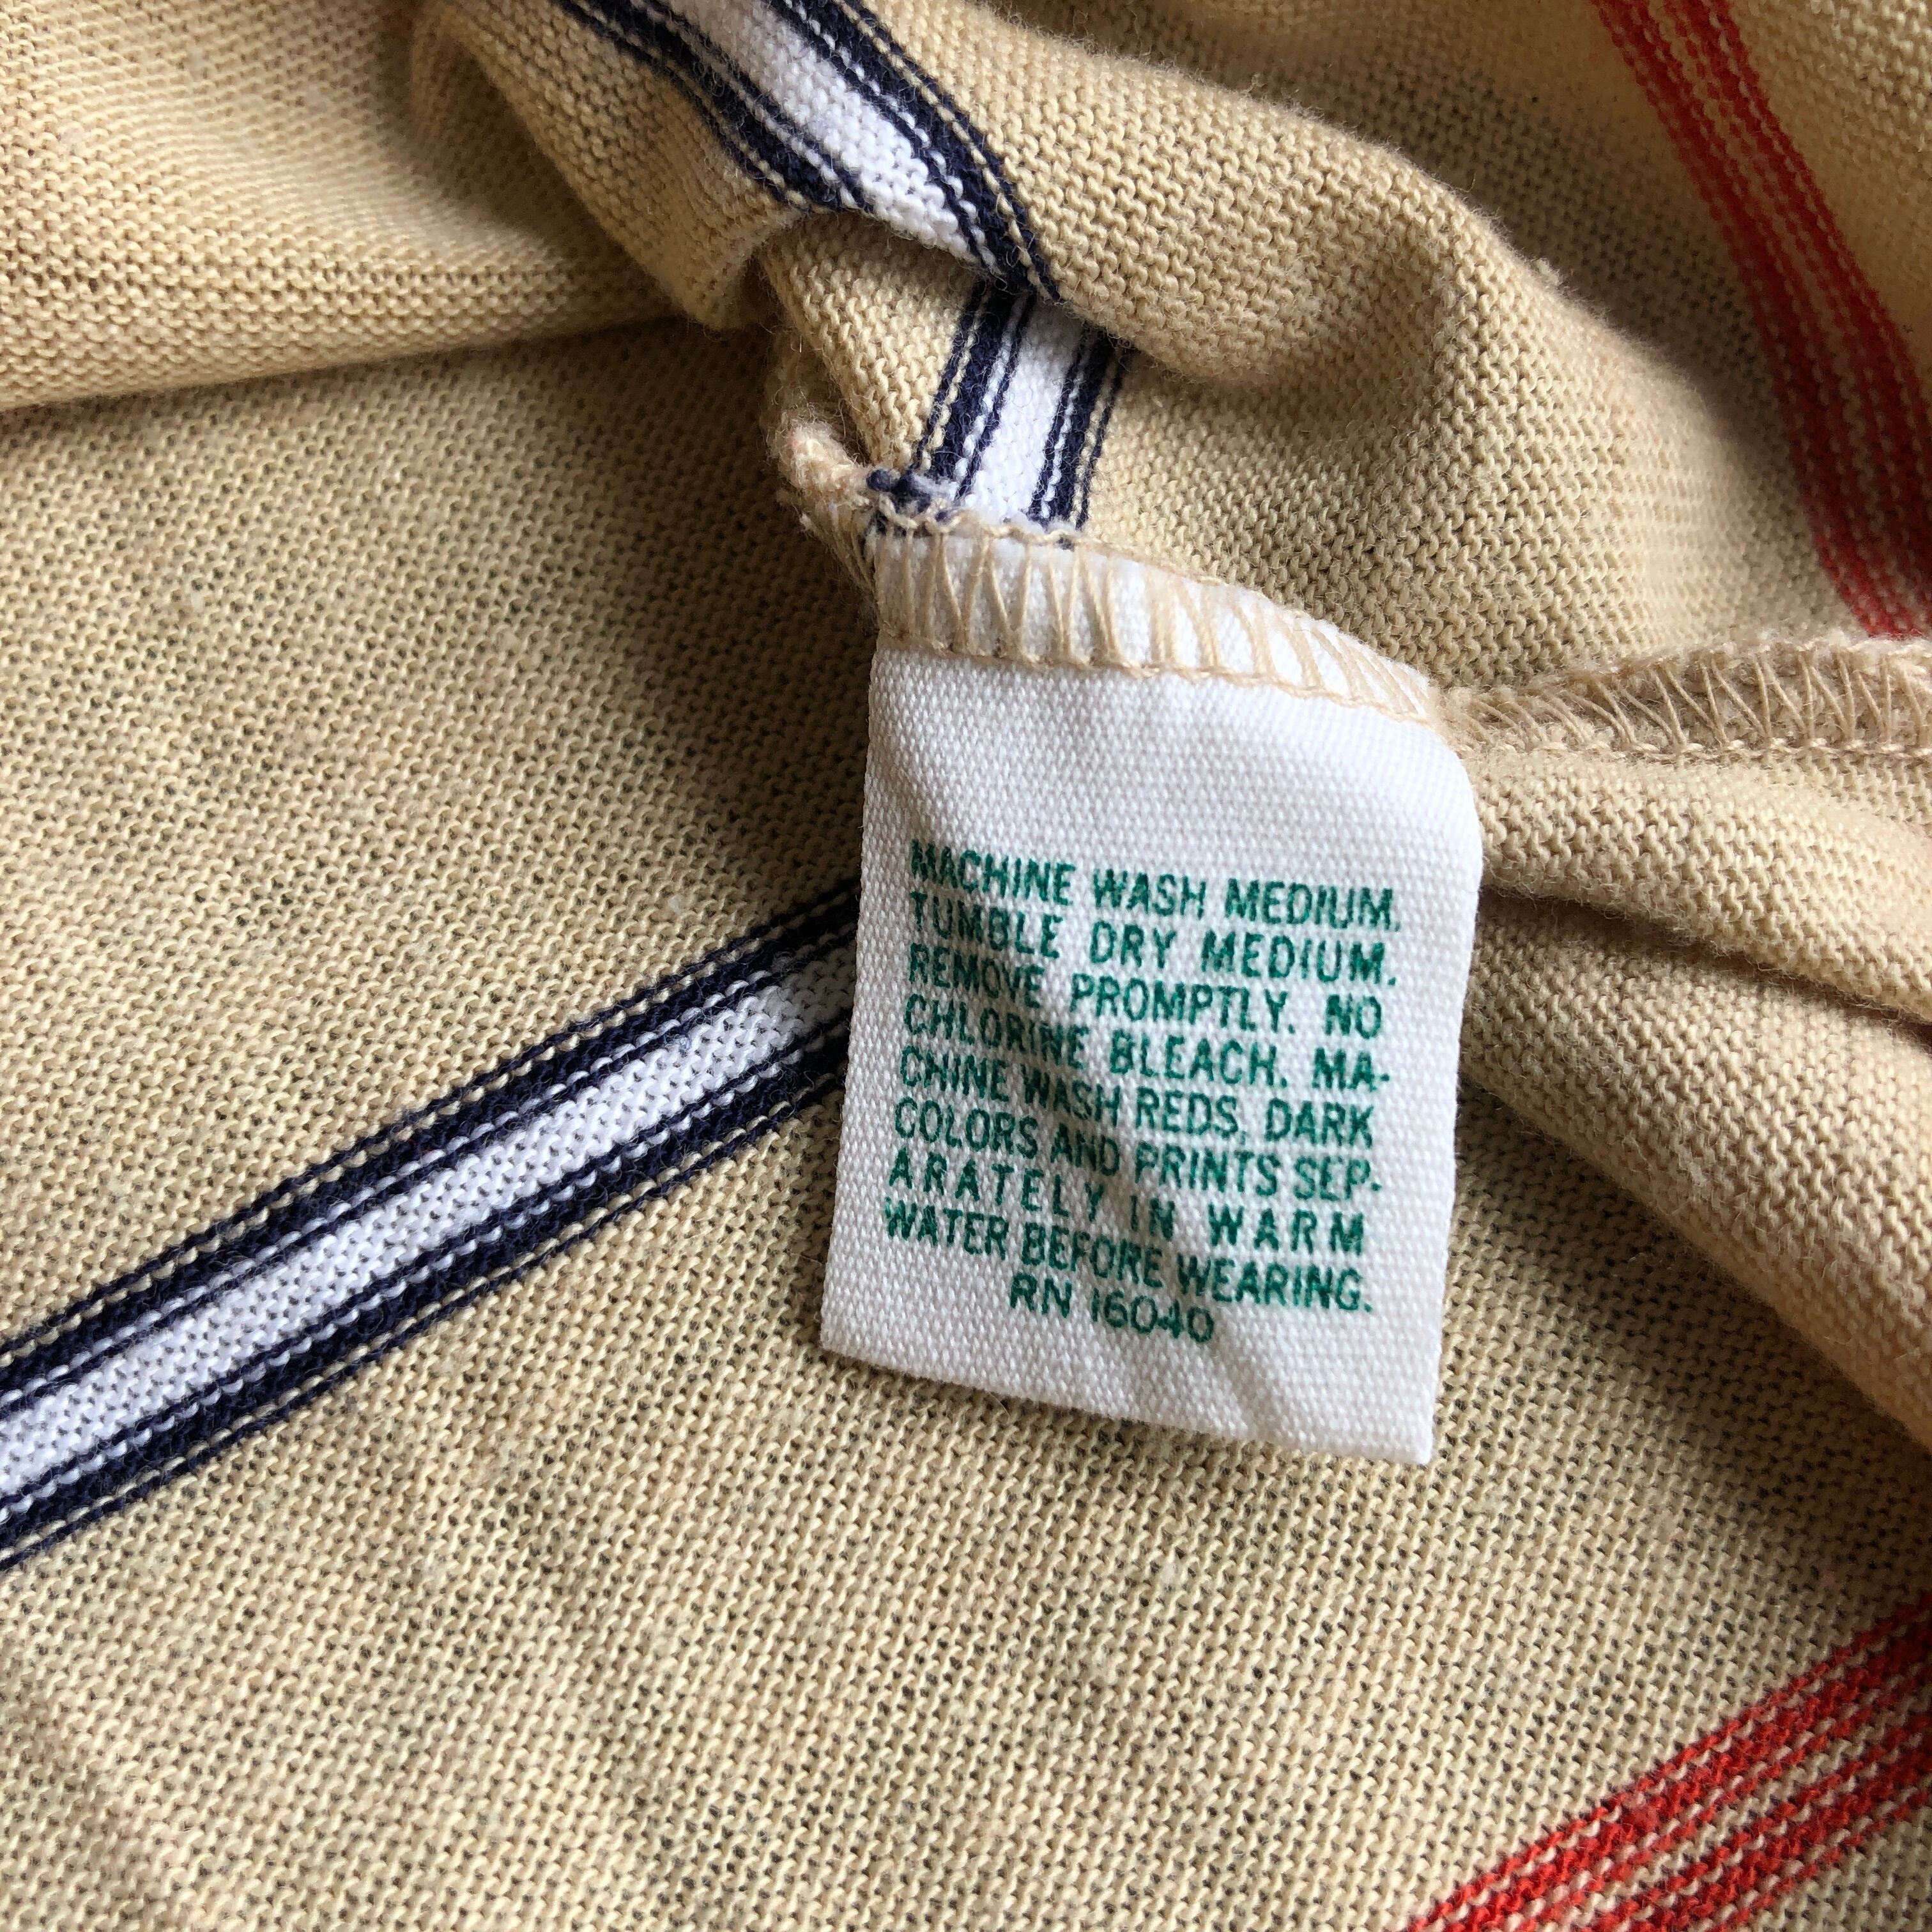 MACHINE WASH MEDIUM.
TUMBLE DRY MEDIUM.
REMOVE PROMPTLY. NO
CHLORINE BLEACH. MA-
CHINE WASH REDS, DARK
COLORS AND PRINTS SEP-
ARATELY IN WARM
WATER BEFORE WEARING.
RN 16040